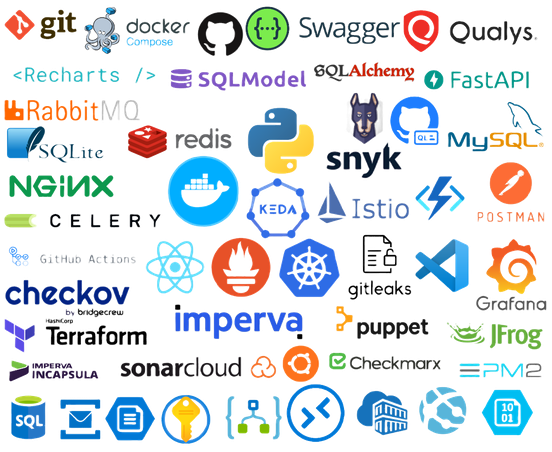 git
docker
Compose
Swagger
Qualys.
<Recharts />
SQLModel
SQLAlchemy
FastAPI
RabbitMQ
SQLite
redis
snyk
QL
MySQL
NGINX
KEDA
Istio
POSTMAN
CELERY
GitHub Actions
gitleaks
Grafana
checkov
by bridgecrew
HashiCorp
Terraform
imperva
puppet
JFrog
IMPERVA
INCAPSULA
sonarcloud
Checkmarx
PM2
SQL
10
01